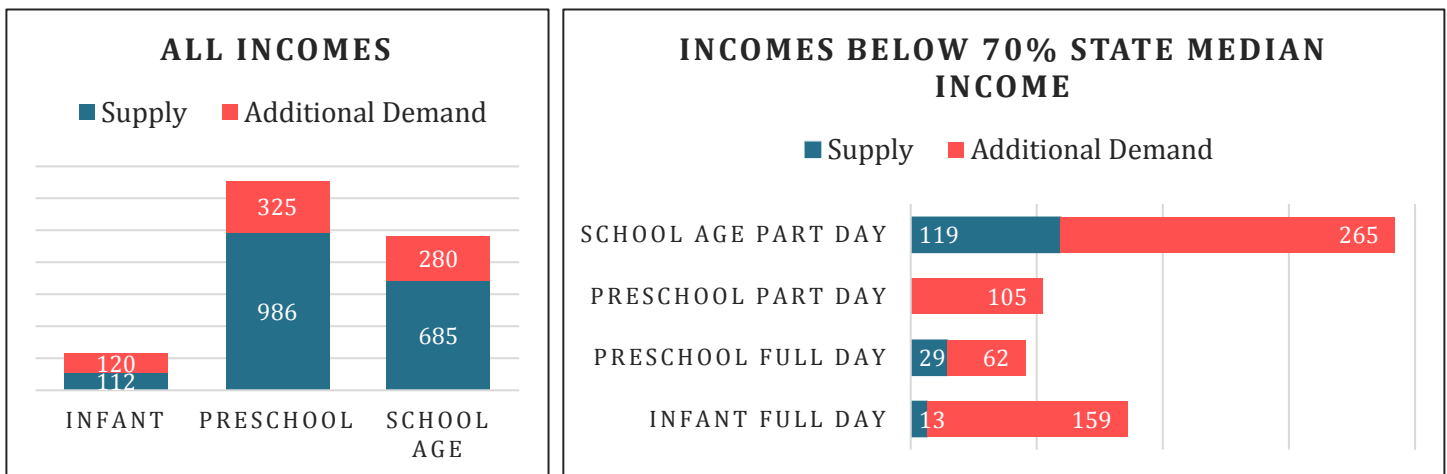 ALL INCOMES
Supply Additional Demand
325
280
986
685
120
112
INFANT PRESCHOOL SCHOOL
AGE
INCOMES BELOW 70% STATE MEDIAN
INCOME
Supply Additional Demand
SCHOOL AGE PART DAY 119 265
PRESCHOOL PART DAY 105
PRESCHOOL FULL DAY 29 62
INFANT FULL DAY 13 159